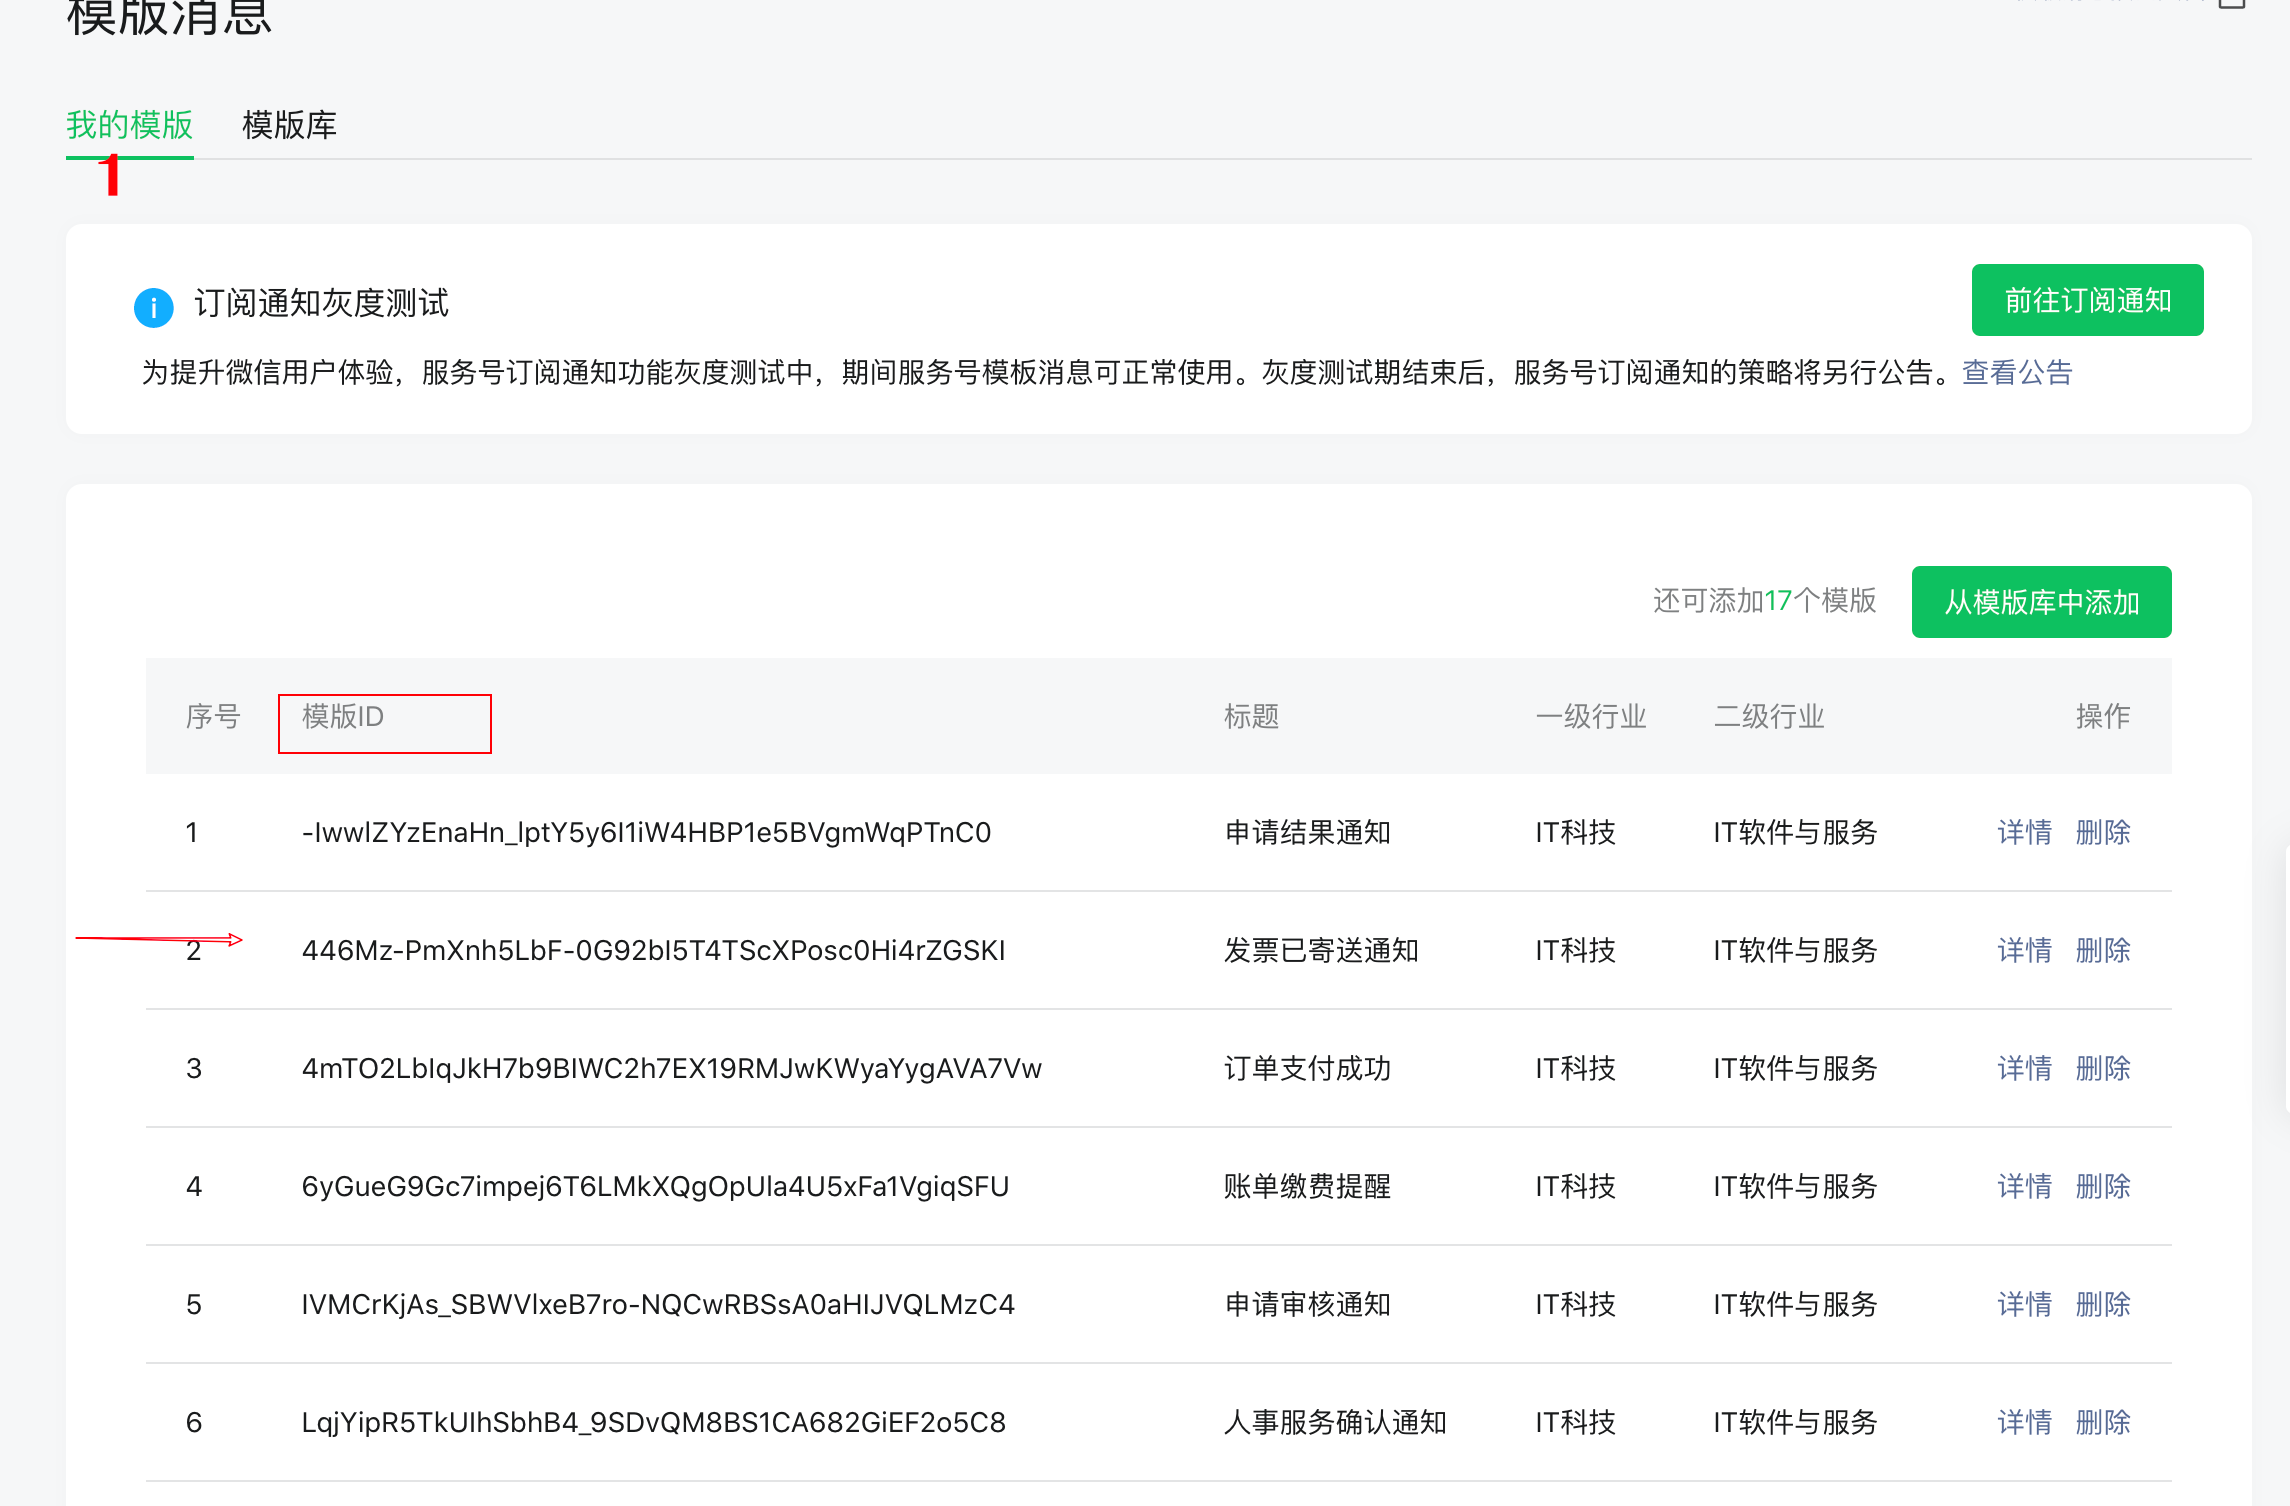 模版消息
我的模版 模版库
1
订阅通知灰度测试 前往订阅通知
为提升微信用户体验，服务号订阅通知功能灰度测试中，期间服务号模板消息可正常使用。灰度测试期结束后，服务号订阅通知的策略将另行公告。查看公告
还可添加17个模版 从模版库中添加
序号 模版ID 标题 一级行业 二级行业 操作
1 -IwwlZYzEnaHn_lptY5y6I1iW4HBP1e5BVgmWqPTnC0 申请结果通知 IT科技 IT软件与服务 详情 删除
2 446Mz-PmXnh5LbF-0G92bI5T4TScXPosc0Hi4rZGSKI 发票已寄送通知 IT科技 IT软件与服务 详情 删除
3 4mTO2LbIqJkH7b9BIWC2h7EX19RMJwKWyaYygAVA7Vw 订单支付成功 IT科技 IT软件与服务 详情 删除
4 6yGueG9Gc7impej6T6LMkXQgOpUla4U5xFa1VgiqSFU 账单缴费提醒 IT科技 IT软件与服务 详情 删除
5 IVMCrKjAs_SBWVlxeB7ro-NQCwRBSsA0aHIJVQLMzC4 申请审核通知 IT科技 IT软件与服务 详情 删除
6 LqjYipR5TkUIhSbhB4_9SDvQM8BS1CA682GiEF2o5C8 人事服务确认通知 IT科技 IT软件与服务 详情 删除